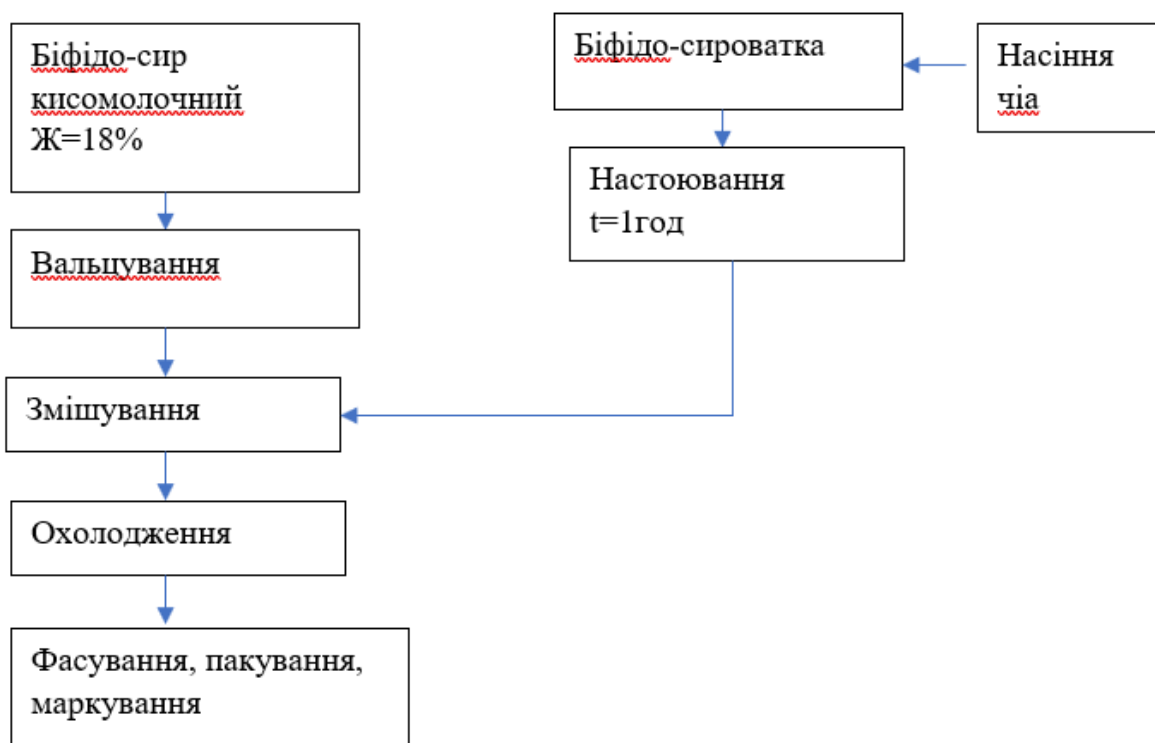 Біфідо-сир
кисомолочний
Ж=18%
Вальцування
Біфідо-сироватка
Насіння
чіа
Настоювання
t=1год
Змішування
Охолодження
Фасування, пакування,
маркування